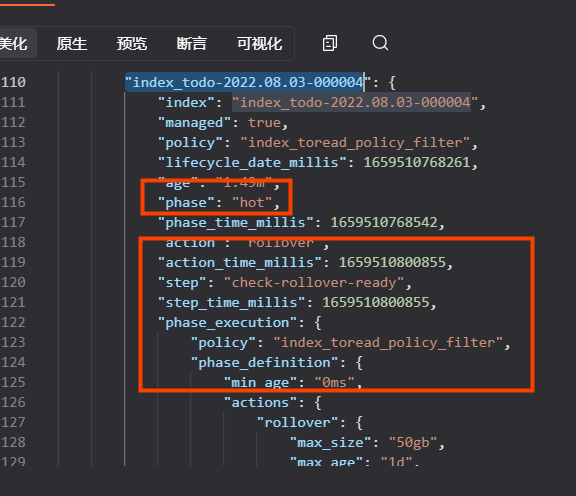 美化 原生 预览 断言 可视化
110 "index_todo-2022.08.03-000004": {
111 "index": "index_todo-2022.08.03-000004",
112 "managed": true,
113 "policy": "index_toread_policy_filter",
114 "lifecycle_date_millis": 1659510768261,
115 "age": "1.49m",
116 "phase": "hot",
117 "phase_time_millis": 1659510768542,
118 "action": "rollover",
119 "action_time_millis": 1659510800855,
120 "step": "check-rollover-ready",
121 "step_time_millis": 1659510800855,
122 "phase_execution": {
123 "policy": "index_toread_policy_filter",
124 "phase_definition": {
125 "min_age": "0ms",
126 "actions": {
127 "rollover": {
128 "max_size": "50gb",
129 "max_age": "1d",